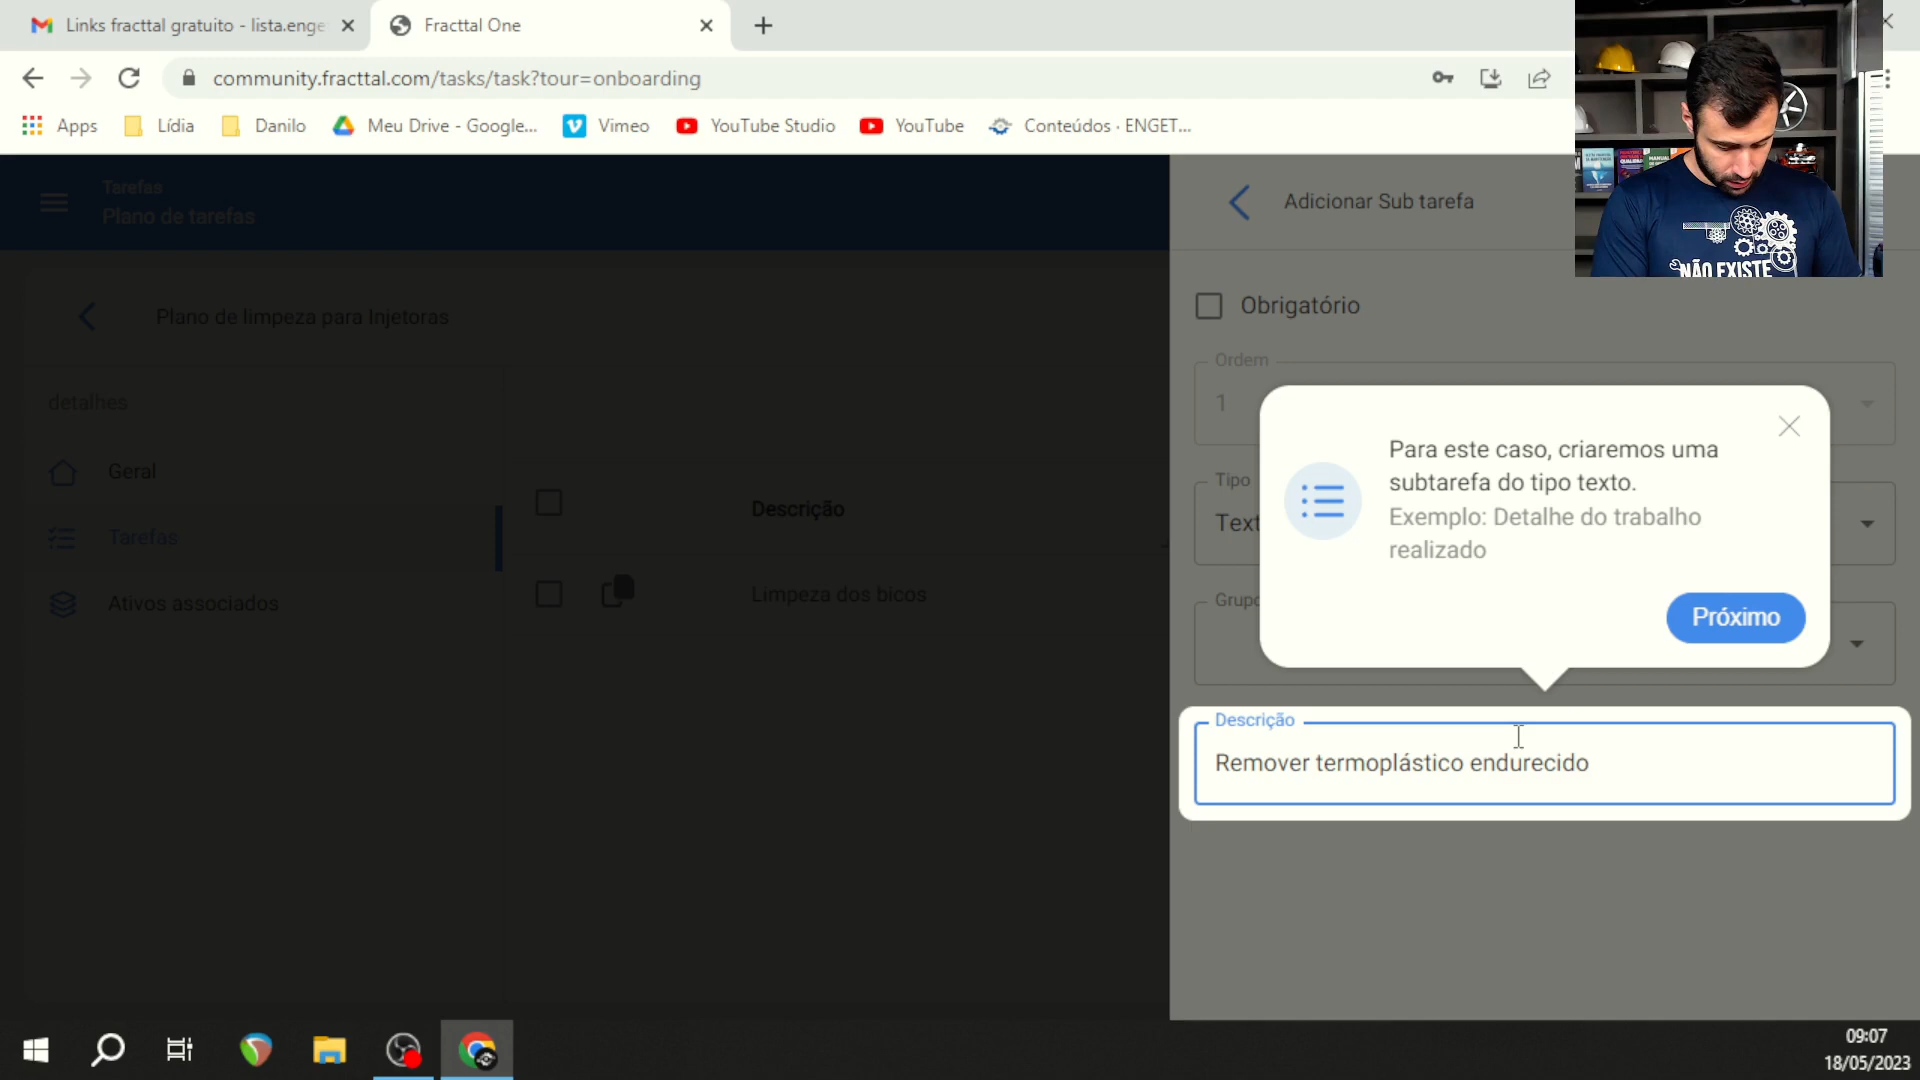 Links fracttal gratuito - lista.enge
Fracttal One
community.fracttal.com/tasks/task?tour=onboarding
Apps
Lídia
Danilo
Meu Drive - Google...
Vimeo
YouTube Studio
YouTube
Conteúdos · ENGET...
Tarefas
Plano de tarefas
Adicionar Sub tarefa
NÃO EXISTE
Plano de limpeza para Injetoras
Obrigatório
Ordem
1
detalhes
Geral
Tarefas
Ativos associados
Descrição
Limpeza dos bicos
Para este caso, criaremos uma
subtarefa do tipo texto.
Exemplo: Detalhe do trabalho
realizado
Próximo
Tipo
Text
Grupo
Descrição
Remover termoplástico endurecido
09:07
18/05/2023